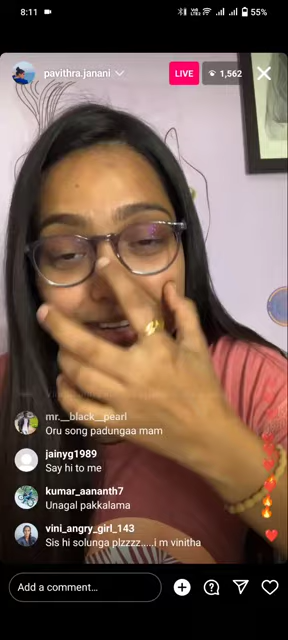 8:11
55%
pavithra.janani
LIVE
1,562
mr.__black__pearl
Oru song padungaa mam
jainyg1989
Say hi to me
kumar_aananth7
Unagal pakkalama
vini_angry_girl_143
Sis hi solunga plzzzz.....i m vinitha
Add a comment…